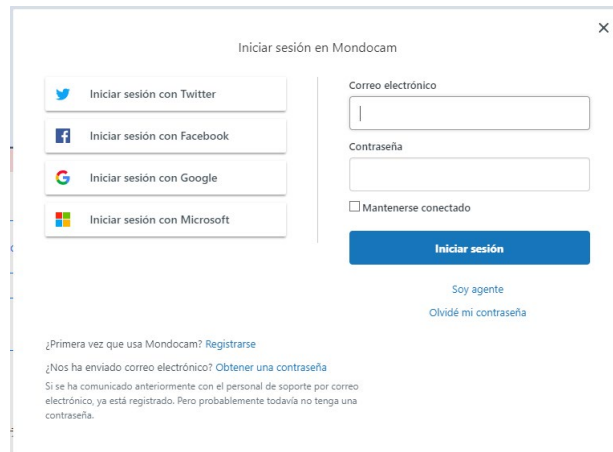 Iniciar sesión en Mondocam
Iniciar sesión con Twitter
Iniciar sesión con Facebook
Iniciar sesión con Google
Iniciar sesión con Microsoft
Correo electrónico
Contraseña
Mantenerse conectado
Iniciar sesión
Soy agente
Olvidé mi contraseña
¿Primera vez que usa Mondocam? Registrarse
¿Nos ha enviado correo electrónico? Obtener una contraseña
Si se ha comunicado anteriormente con el personal de soporte por correo
electrónico, ya está registrado. Pero probablemente todavía no tenga una
contraseña.